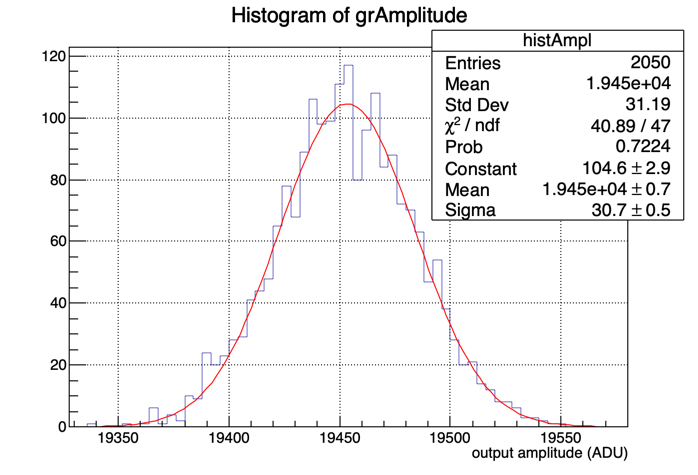 Histogram of grAmplitude
histAmpl
Entries 2050
Mean 1.945e+04
Std Dev 31.19
χ² / ndf 40.89 / 47
Prob 0.7224
Constant 104.6 ± 2.9
Mean 1.945e+04 ± 0.7
Sigma 30.7 ± 0.5
120
100
80
60
40
20
0
19350 19400 19450 19500 19550
output amplitude (ADU)